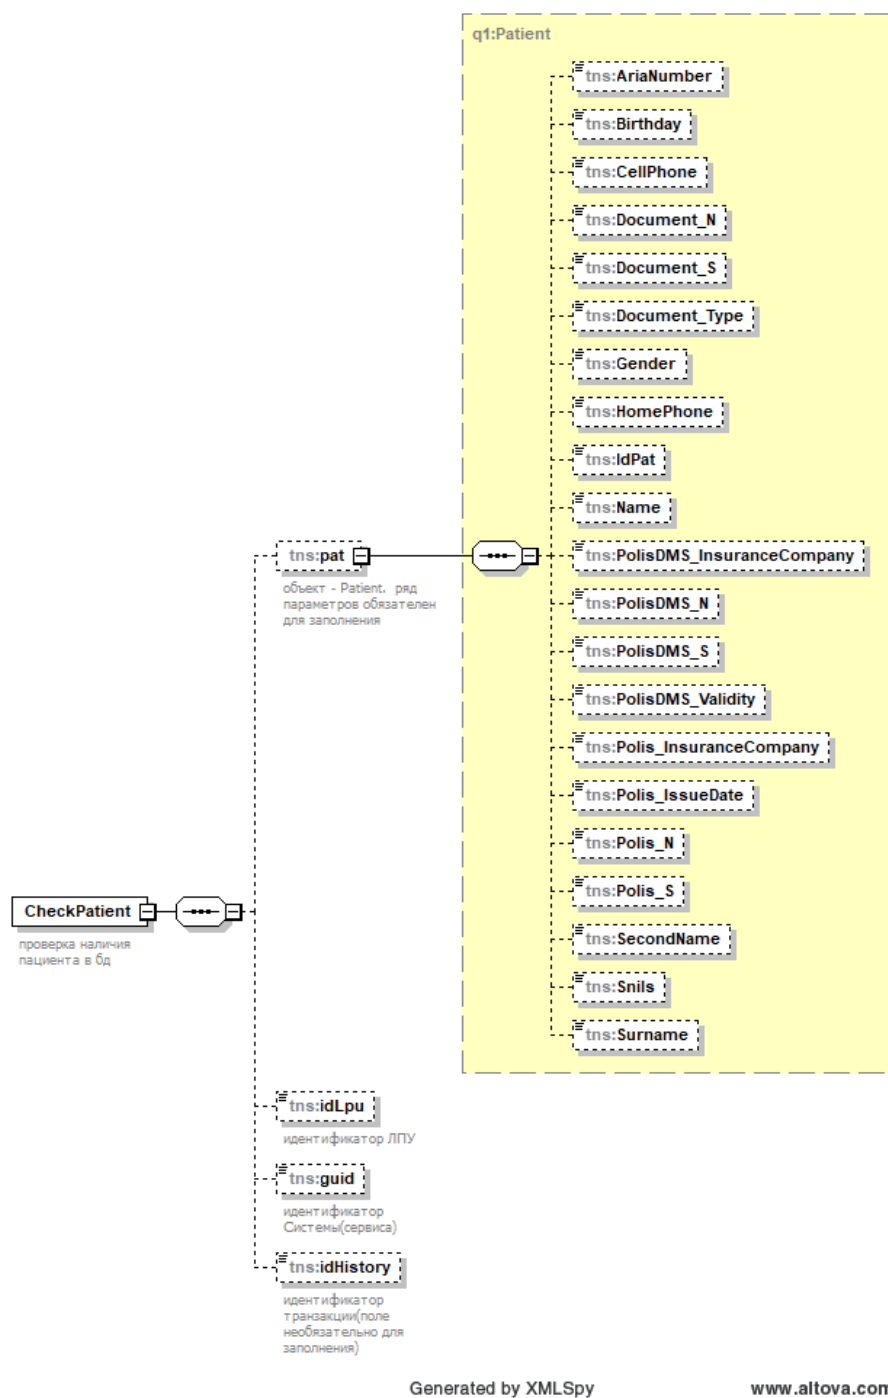 q1:Patient
tns:AriaNumber
tns:Birthday
tns:CellPhone
tns:Document_N
tns:Document_S
tns:Document_Type
tns:Gender
tns:HomePhone
tns:IdPat
tns:Name
tns:pat
объект - Patient. ряд
параметров обязателен
для заполнения
tns:PolisDMS_InsuranceCompany
tns:PolisDMS_N
tns:PolisDMS_S
tns:PolisDMS_Validity
tns:Polis_InsuranceCompany
tns:Polis_IssueDate
tns:Polis_N
tns:Polis_S
tns:SecondName
tns:Snils
tns:Surname
CheckPatient
проверка наличия
пациента в бд
tns:idLpu
идентификатор ЛПУ
tns:guid
идентификатор
Системы(сервиса)
tns:idHistory
идентификатор
транзакции(поле
необязательно для
заполнения)
Generated by XMLSpy
www.altova.com